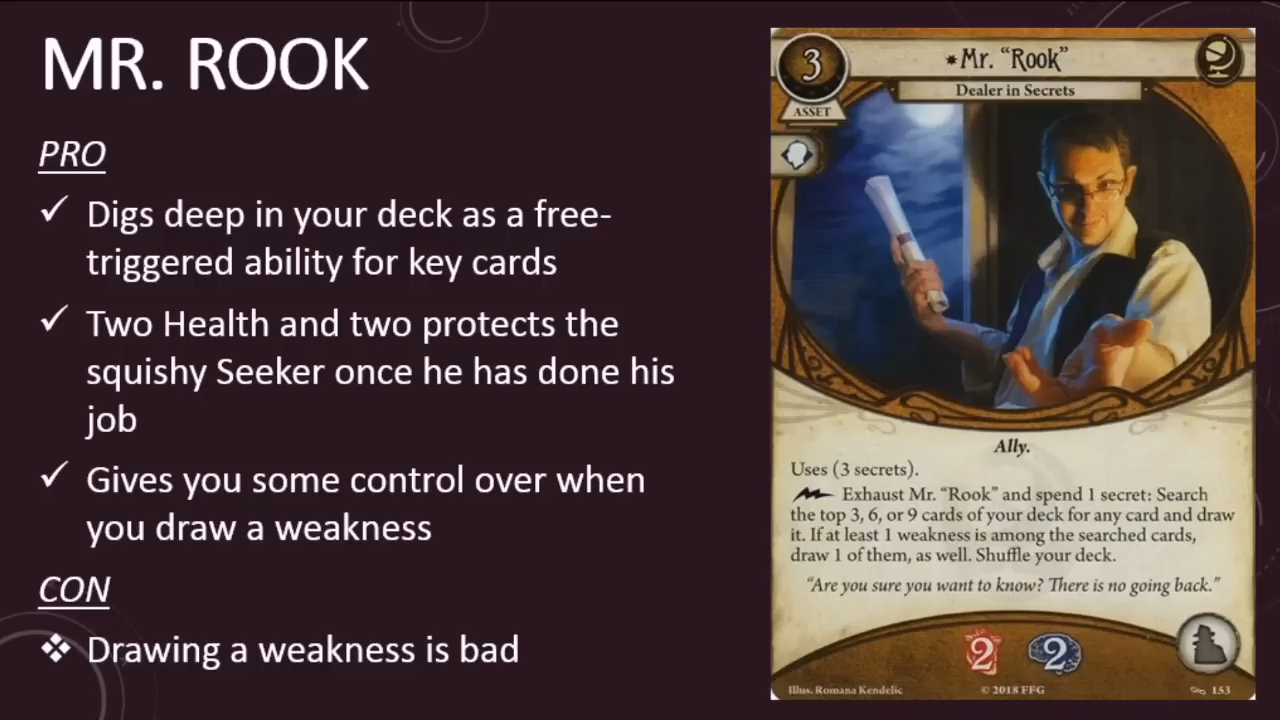 MR. ROOK
PRO
✓ Digs deep in your deck as a free-
triggered ability for key cards
✓ Two Health and two protects the
squishy Seeker once he has done his
job
✓ Gives you some control over when
you draw a weakness
CON
❖ Drawing a weakness is bad
3
Mr. “Rook”
Dealer in Secrets
ASSET
Ally.
Uses (3 secrets).
Exhaust Mr. “Rook” and spend 1 secret: Search
the top 3, 6, or 9 cards of your deck for any card and draw
it. If at least 1 weakness is among the searched cards,
draw 1 of them, as well. Shuffle your deck.
“Are you sure you want to know? There is no going back.”
2 2
Illus. Romana Kendelic © 2018 FFG 153